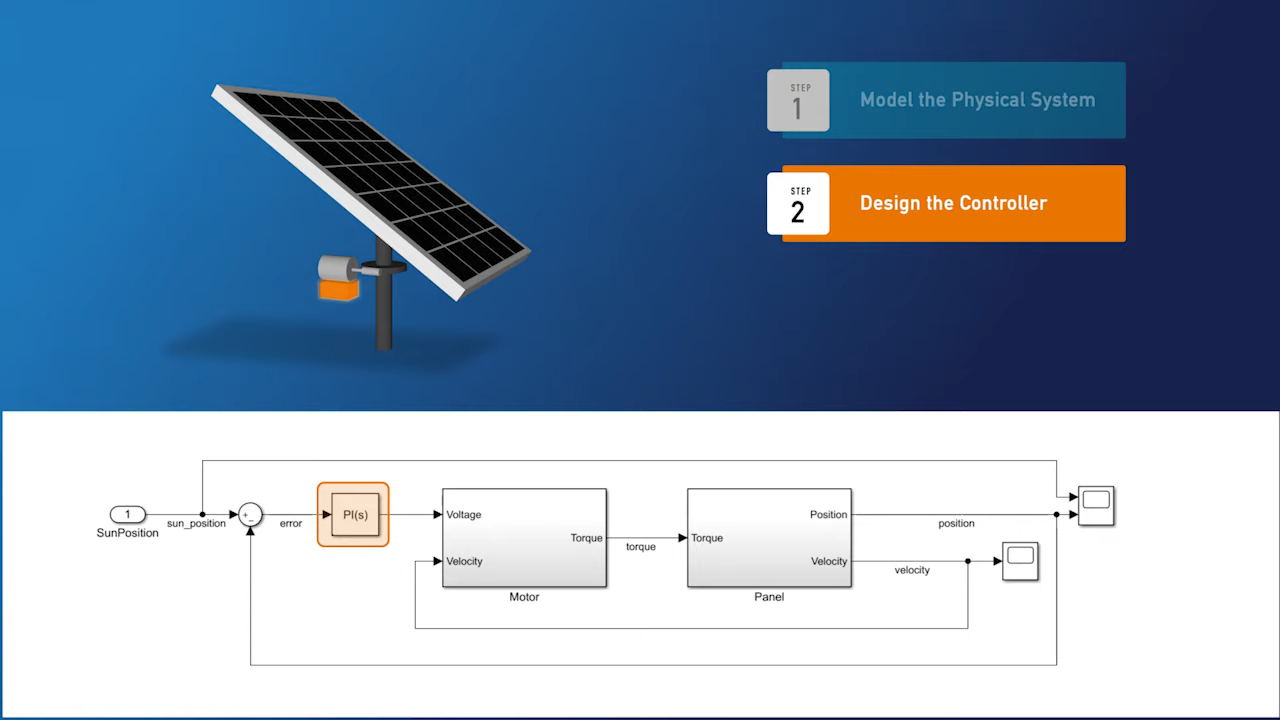 STEP
1
Model the Physical System
STEP
2
Design the Controller
1
SunPosition
sun_position
+
-
error
PI(s)
Voltage
Velocity
Torque
Motor
torque
Torque
Position
Velocity
Panel
position
velocity